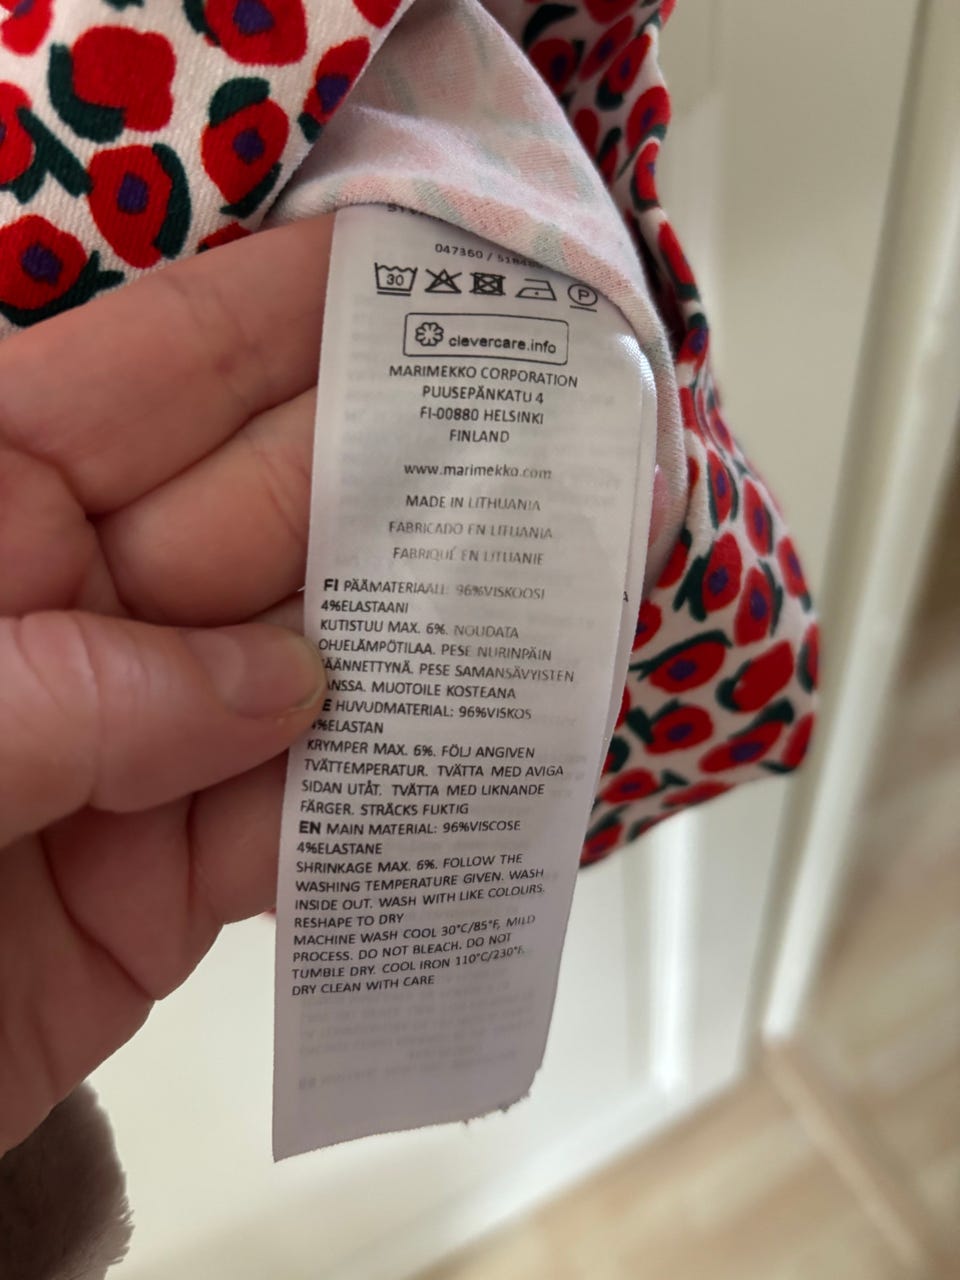 047360 /
30
P
clevercare.info
MARIMEKKO CORPORATION
PUUSEPÄNKATU 4
FI-00880 HELSINKI
FINLAND
www.marimekko.com
MADE IN LITHUANIA
FABRICADO EN LITUANIA
FABRIQUÉ EN LITUANIE
FI PÄÄMATERIAALI: 96%VISKOOSI
4%ELASTAANI
KUTISTUU MAX. 6%. NOUDATA
OHJELÄMPÖTILAA. PESE NURINPÄIN
ÄÄNNETTYNÄ. PESE SAMANSÄVYISTEN
ANSSA. MUOTOILE KOSTEANA
E HUVUDMATERIAL: 96%VISKOS
4%ELASTAN
KRYMPER MAX. 6%. FÖLJ ANGIVEN
TVÄTTEMPERATUR. TVÄTTA MED AVIGA
SIDAN UTÅT. TVÄTTA MED LIKNANDE
FÄRGER. STRÄCKS FUKTIG
EN MAIN MATERIAL: 96%VISCOSE
4%ELASTANE
SHRINKAGE MAX. 6%. FOLLOW THE
WASHING TEMPERATURE GIVEN. WASH
INSIDE OUT. WASH WITH LIKE COLOURS.
RESHAPE TO DRY
MACHINE WASH COOL 30°C/85°F, MILD
PROCESS. DO NOT BLEACH. DO NOT
TUMBLE DRY. COOL IRON 110°C/230°F.
DRY CLEAN WITH CARE